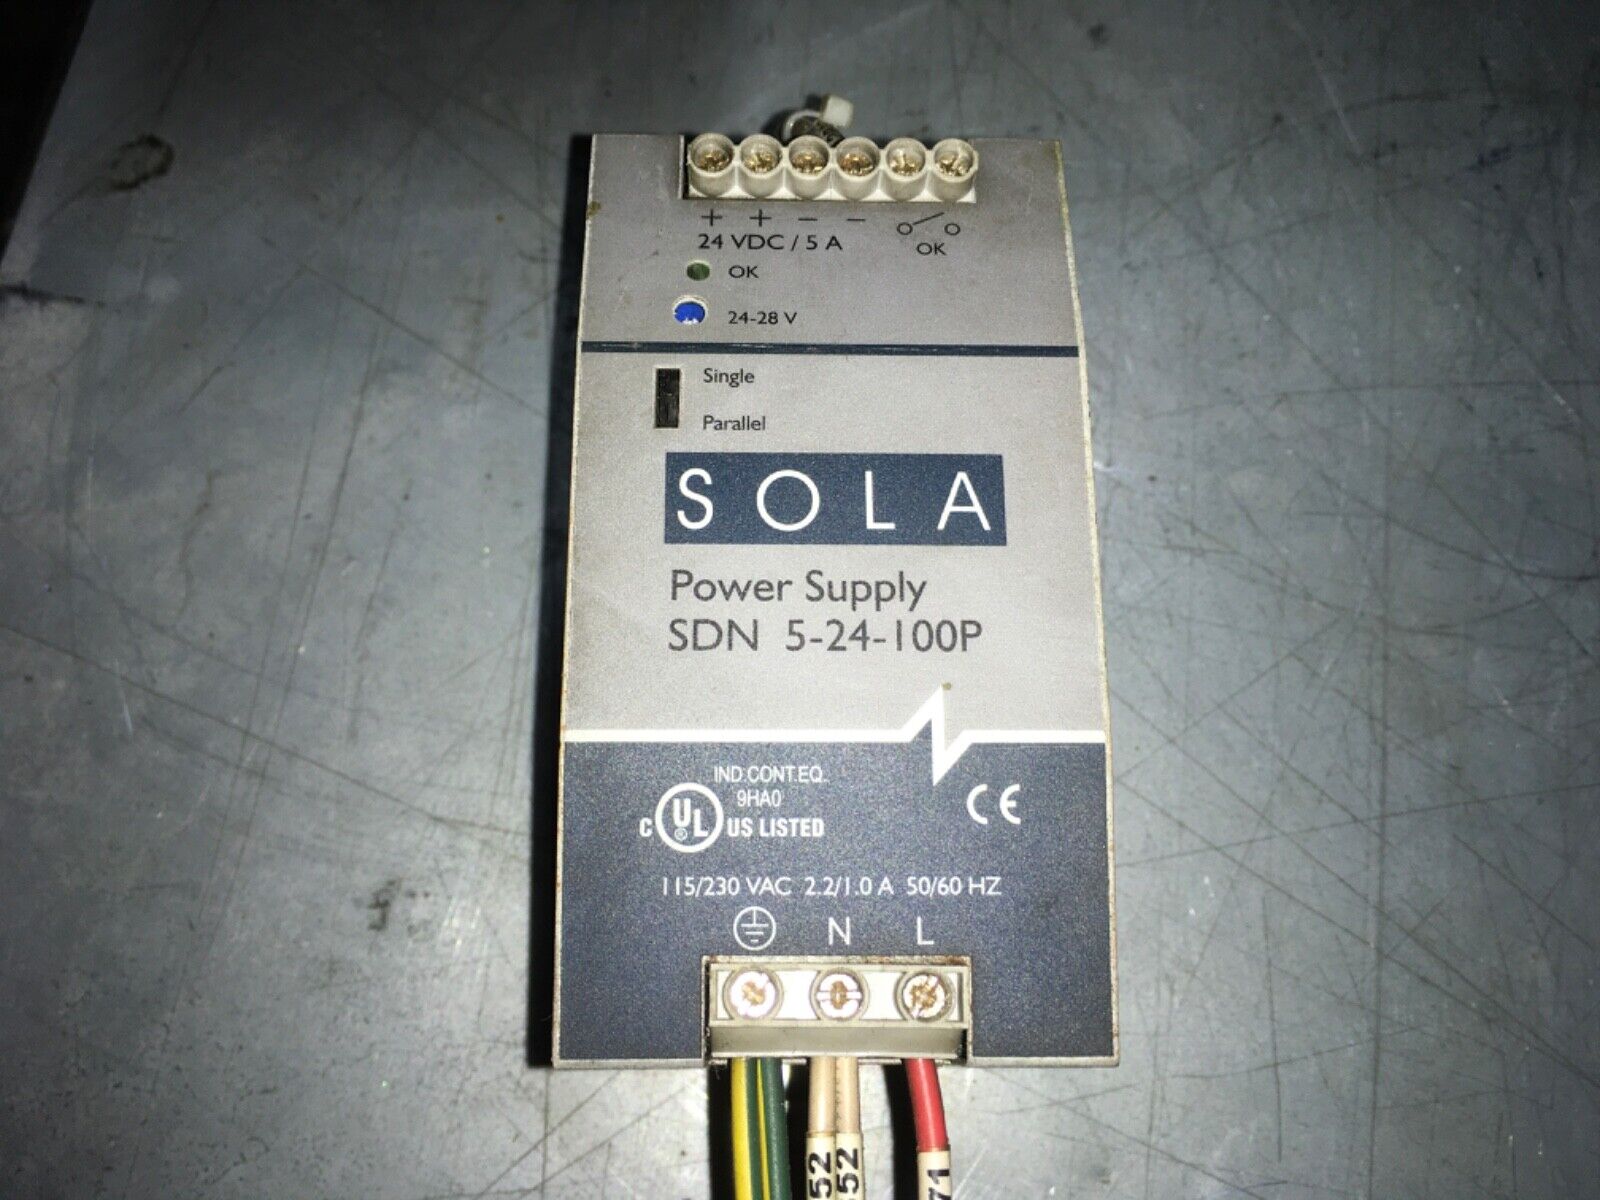 + + − −
24 VDC / 5 A
OK
OK
24-28 V
Single
Parallel
SOLA
Power Supply
SDN 5-24-100P
IND.CONT.EQ.
9HA0
C UL® US LISTED
CE
115/230 VAC 2.2/1.0 A 50/60 HZ
N L
52
52
71